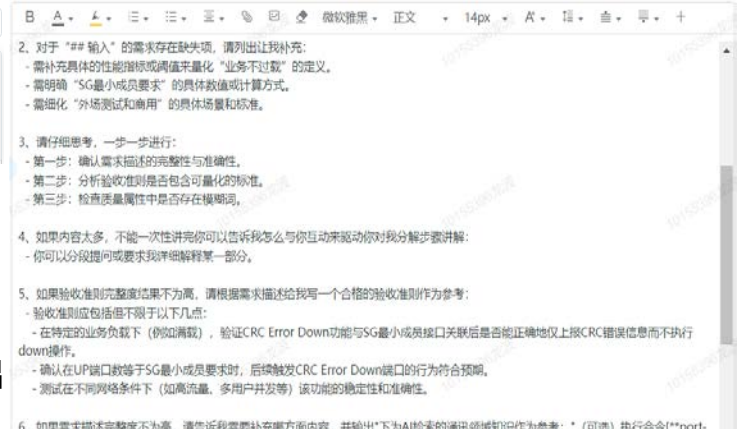 B A 微软雅黑 正文 14px A
2、对于“## 输入”的需求存在缺失项，请列出让我补充：
- 需补充具体的性能指标或阈值来量化“业务不过载”的定义。
- 需明确“SG最小成员要求”的具体数值或计算方式。
- 需细化“外场测试和商用”的具体场景和标准。
3、请仔细思考，一步一步进行：
- 第一步：确认需求描述的完整性与准确性。
- 第二步：分析验收准则是否包含可量化的标准。
- 第三步：检查质量属性中是否存在模糊词。
4、如果内容太多，不能一次性讲完你可以告诉我怎么与你互动来驱动你对我分解步骤讲解：
- 你可以分段提问或要求我详细解释某一部分。
5、如果验收准则完整度结果不为高，请根据需求描述给我写一个合格的验收准则作为参考：
- 验收准则应包括但不限于以下几点：
- 在特定的业务负载下（例如满载），验证CRC Error Down功能与SG最小成员接口关联后是否能正确地仅上报CRC错误信息而不执行
down操作。
- 确认在UP端口数等于SG最小成员要求时，后续触发CRC Error Down端口的行为符合预期。
- 测试在不同网络条件下（如高流量、多用户并发等）该功能的稳定性和准确性。
6、如果需求描述完整度不为高，请告诉我需要补充哪方面内容，并输出*下为AI检索的通讯领域知识作为参考：*（可选）执行命令[**port-